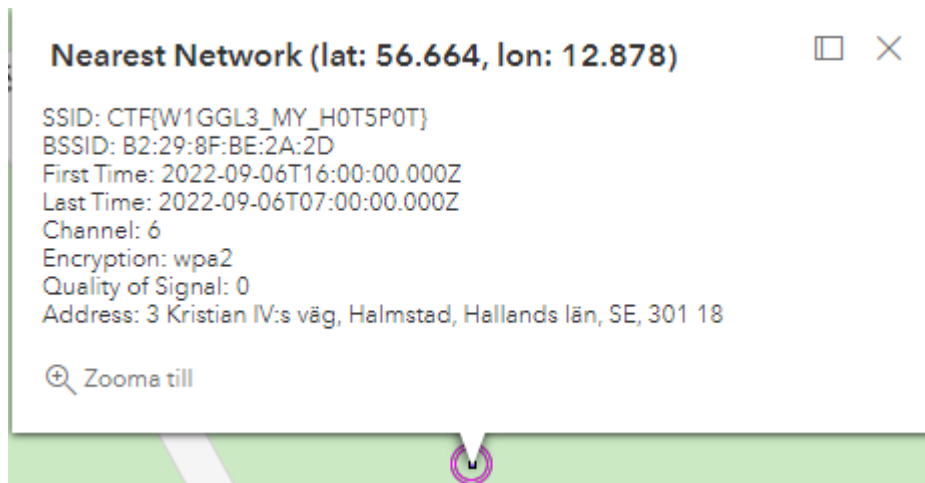 Nearest Network (lat: 56.664, lon: 12.878)
SSID: CTF{W1GGL3_MY_H0T5P0T}
BSSID: B2:29:8F:BE:2A:2D
First Time: 2022-09-06T16:00:00.000Z
Last Time: 2022-09-06T07:00:00.000Z
Channel: 6
Encryption: wpa2
Quality of Signal: 0
Address: 3 Kristian IV:s väg, Halmstad, Hallands län, SE, 301 18
Zooma till